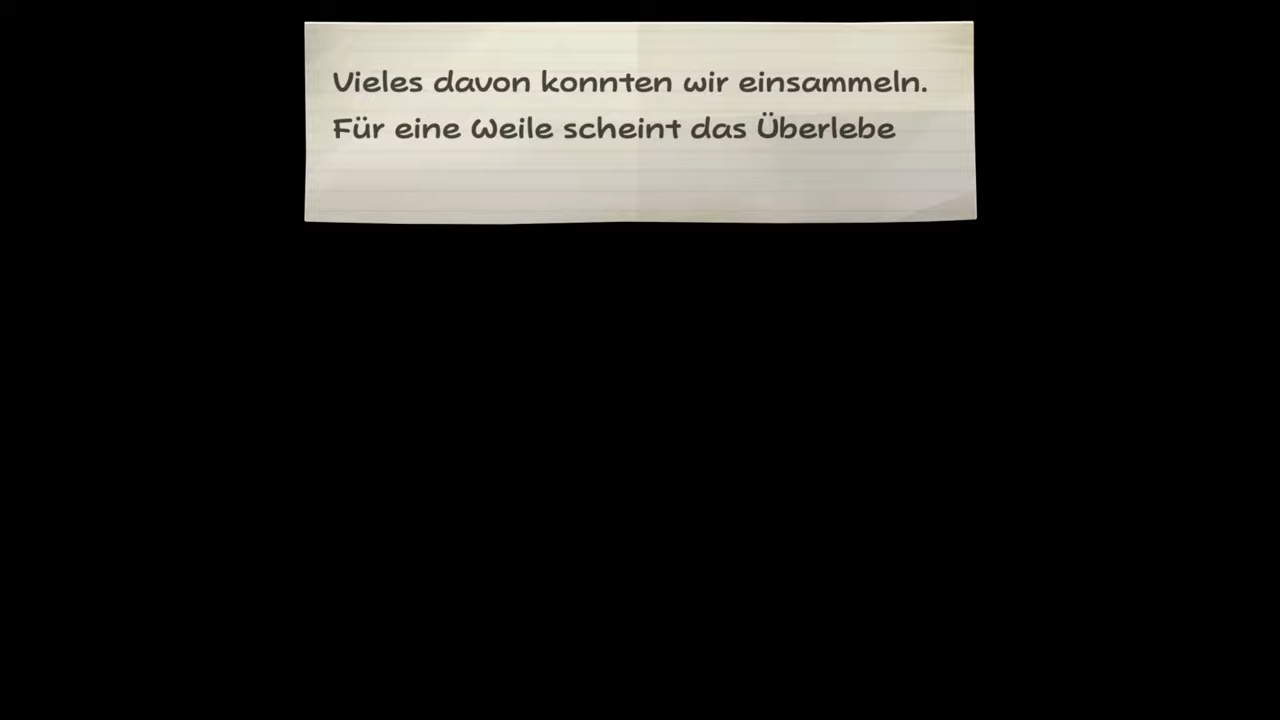 Vieles davon konnten wir einsammeln.
Für eine Weile scheint das Überlebe